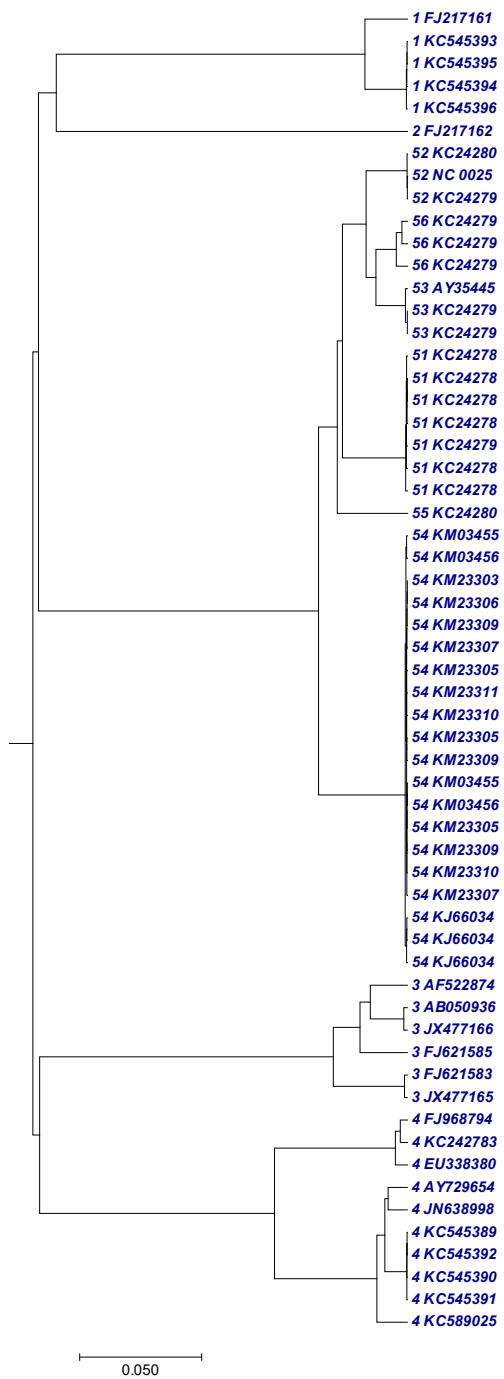 1 FJ217161
1 KC545393
1 KC545395
1 KC545394
1 KC545396
2 FJ217162
52 KC24280
52 NC 0025
52 KC24279
56 KC24279
56 KC24279
56 KC24279
53 AY35445
53 KC24279
53 KC24279
51 KC24278
51 KC24278
51 KC24278
51 KC24278
51 KC24279
51 KC24278
51 KC24278
55 KC24280
54 KM03455
54 KM03456
54 KM23303
54 KM23306
54 KM23309
54 KM23307
54 KM23305
54 KM23311
54 KM23310
54 KM23305
54 KM23309
54 KM03455
54 KM03456
54 KM23305
54 KM23309
54 KM23310
54 KM23307
54 KJ66034
54 KJ66034
54 KJ66034
3 AF522874
3 AB050936
3 JX477166
3 FJ621585
3 FJ621583
3 JX477165
4 FJ968794
4 KC242783
4 EU338380
4 AY729654
4 JN638998
4 KC545389
4 KC545392
4 KC545390
4 KC545391
4 KC589025
0.050